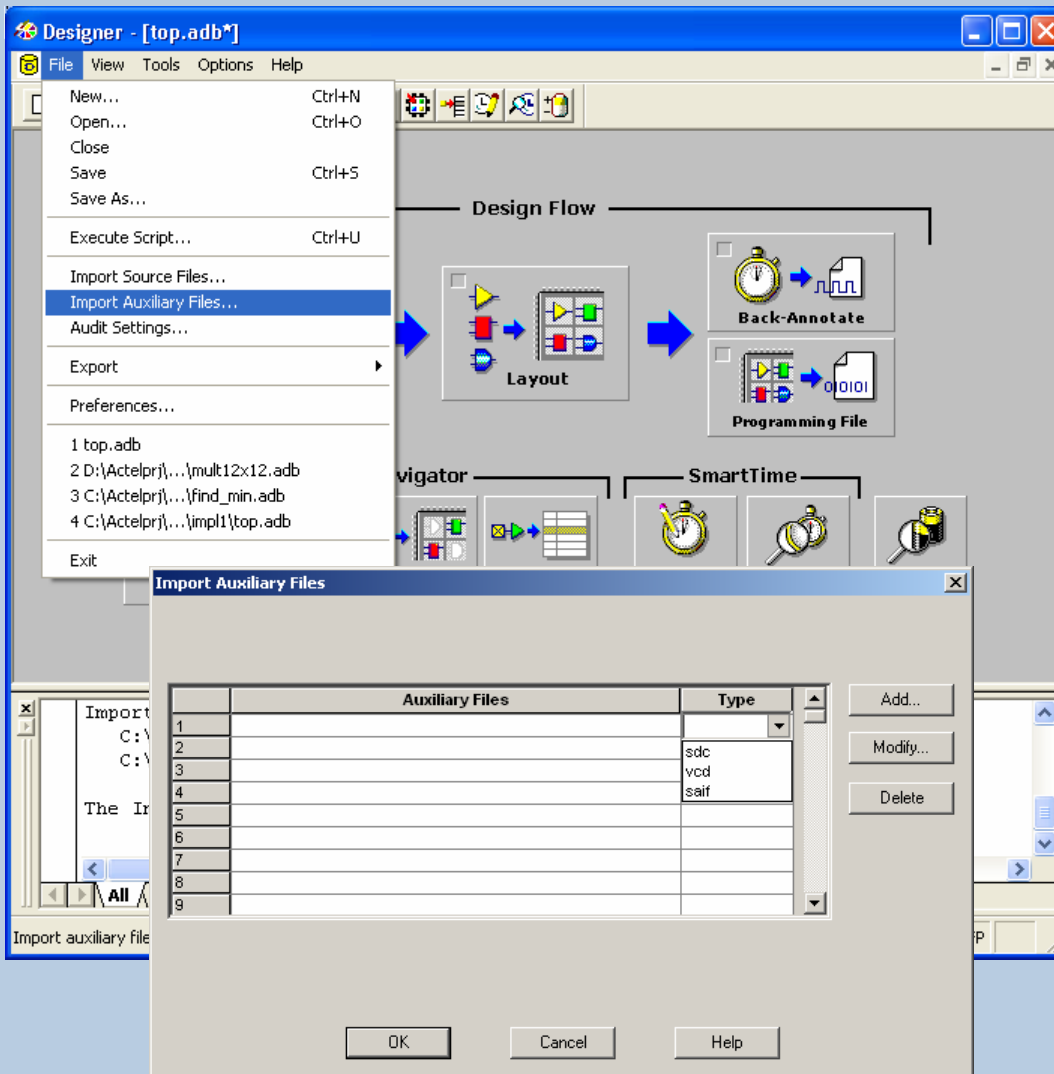 Designer - [top.adb*]
File View Tools Options Help
New... Ctrl+N
Open... Ctrl+O
Close
Save Ctrl+S
Save As...
Execute Script... Ctrl+U
Import Source Files...
Import Auxiliary Files...
Audit Settings...
Export
Preferences...
1 top.adb
2 D:\Actelprj\...\mult12x12.adb
3 C:\Actelprj\...\find_min.adb
4 C:\Actelprj\...\impl1\top.adb
Exit
Design Flow
Layout
Back-Annotate
010101
Programming File
vigator
SmartTime
Import Auxiliary Files
Auxiliary Files Type
1
2
3
4
5
6
7
8
9
sdc
vcd
saif
Add...
Modify...
Delete
OK Cancel Help
Import
C:\
C:\
The
All
Import auxiliary file